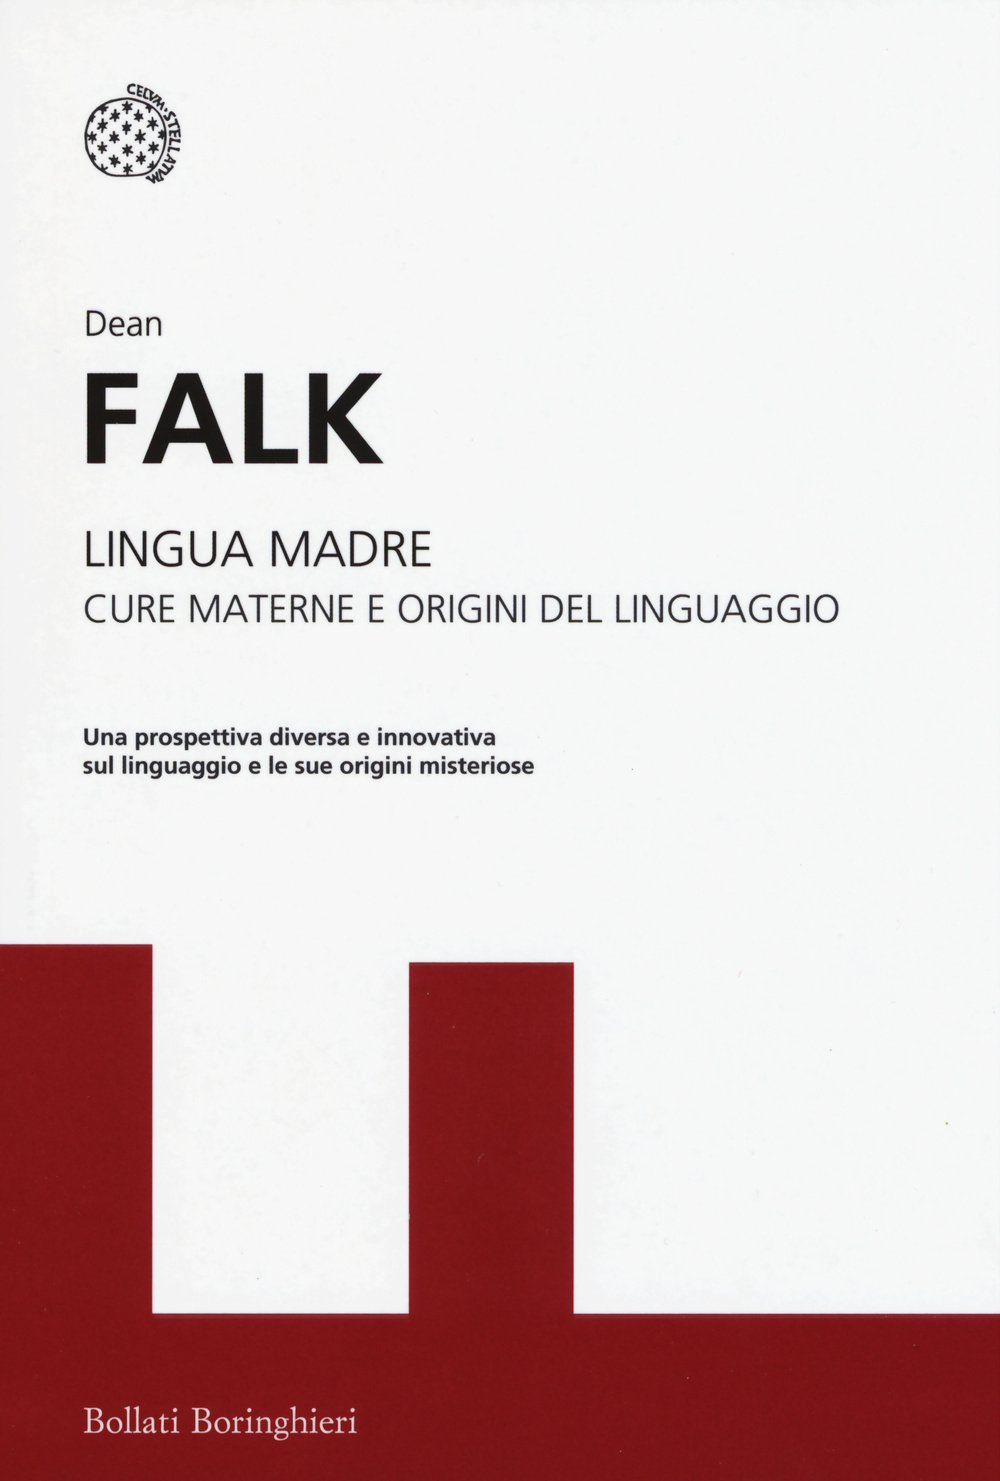 CELVM·STELLATVM
Dean
FALK
LINGUA MADRE
CURE MATERNE E ORIGINI DEL LINGUAGGIO
Una prospettiva diversa e innovativa
sul linguaggio e le sue origini misteriose
Bollati Boringhieri